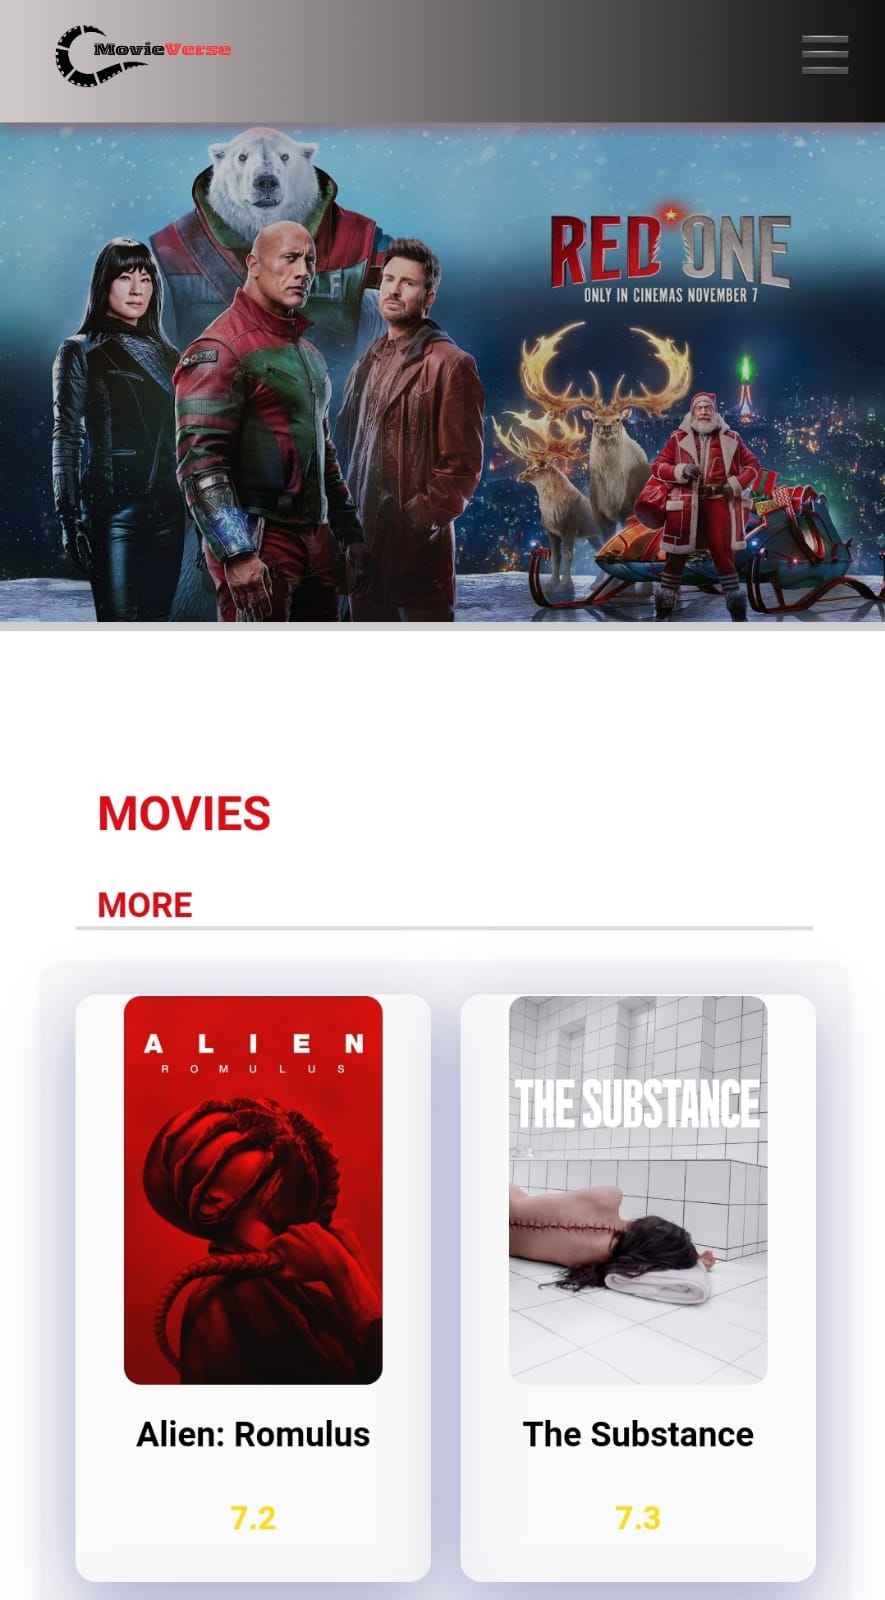 MovieVerse
RED ONE
ONLY IN CINEMAS NOVEMBER 7
MOVIES
MORE
ALIEN
ROMULUS
THE SUBSTANCE
Alien: Romulus
The Substance
7.2
7.3